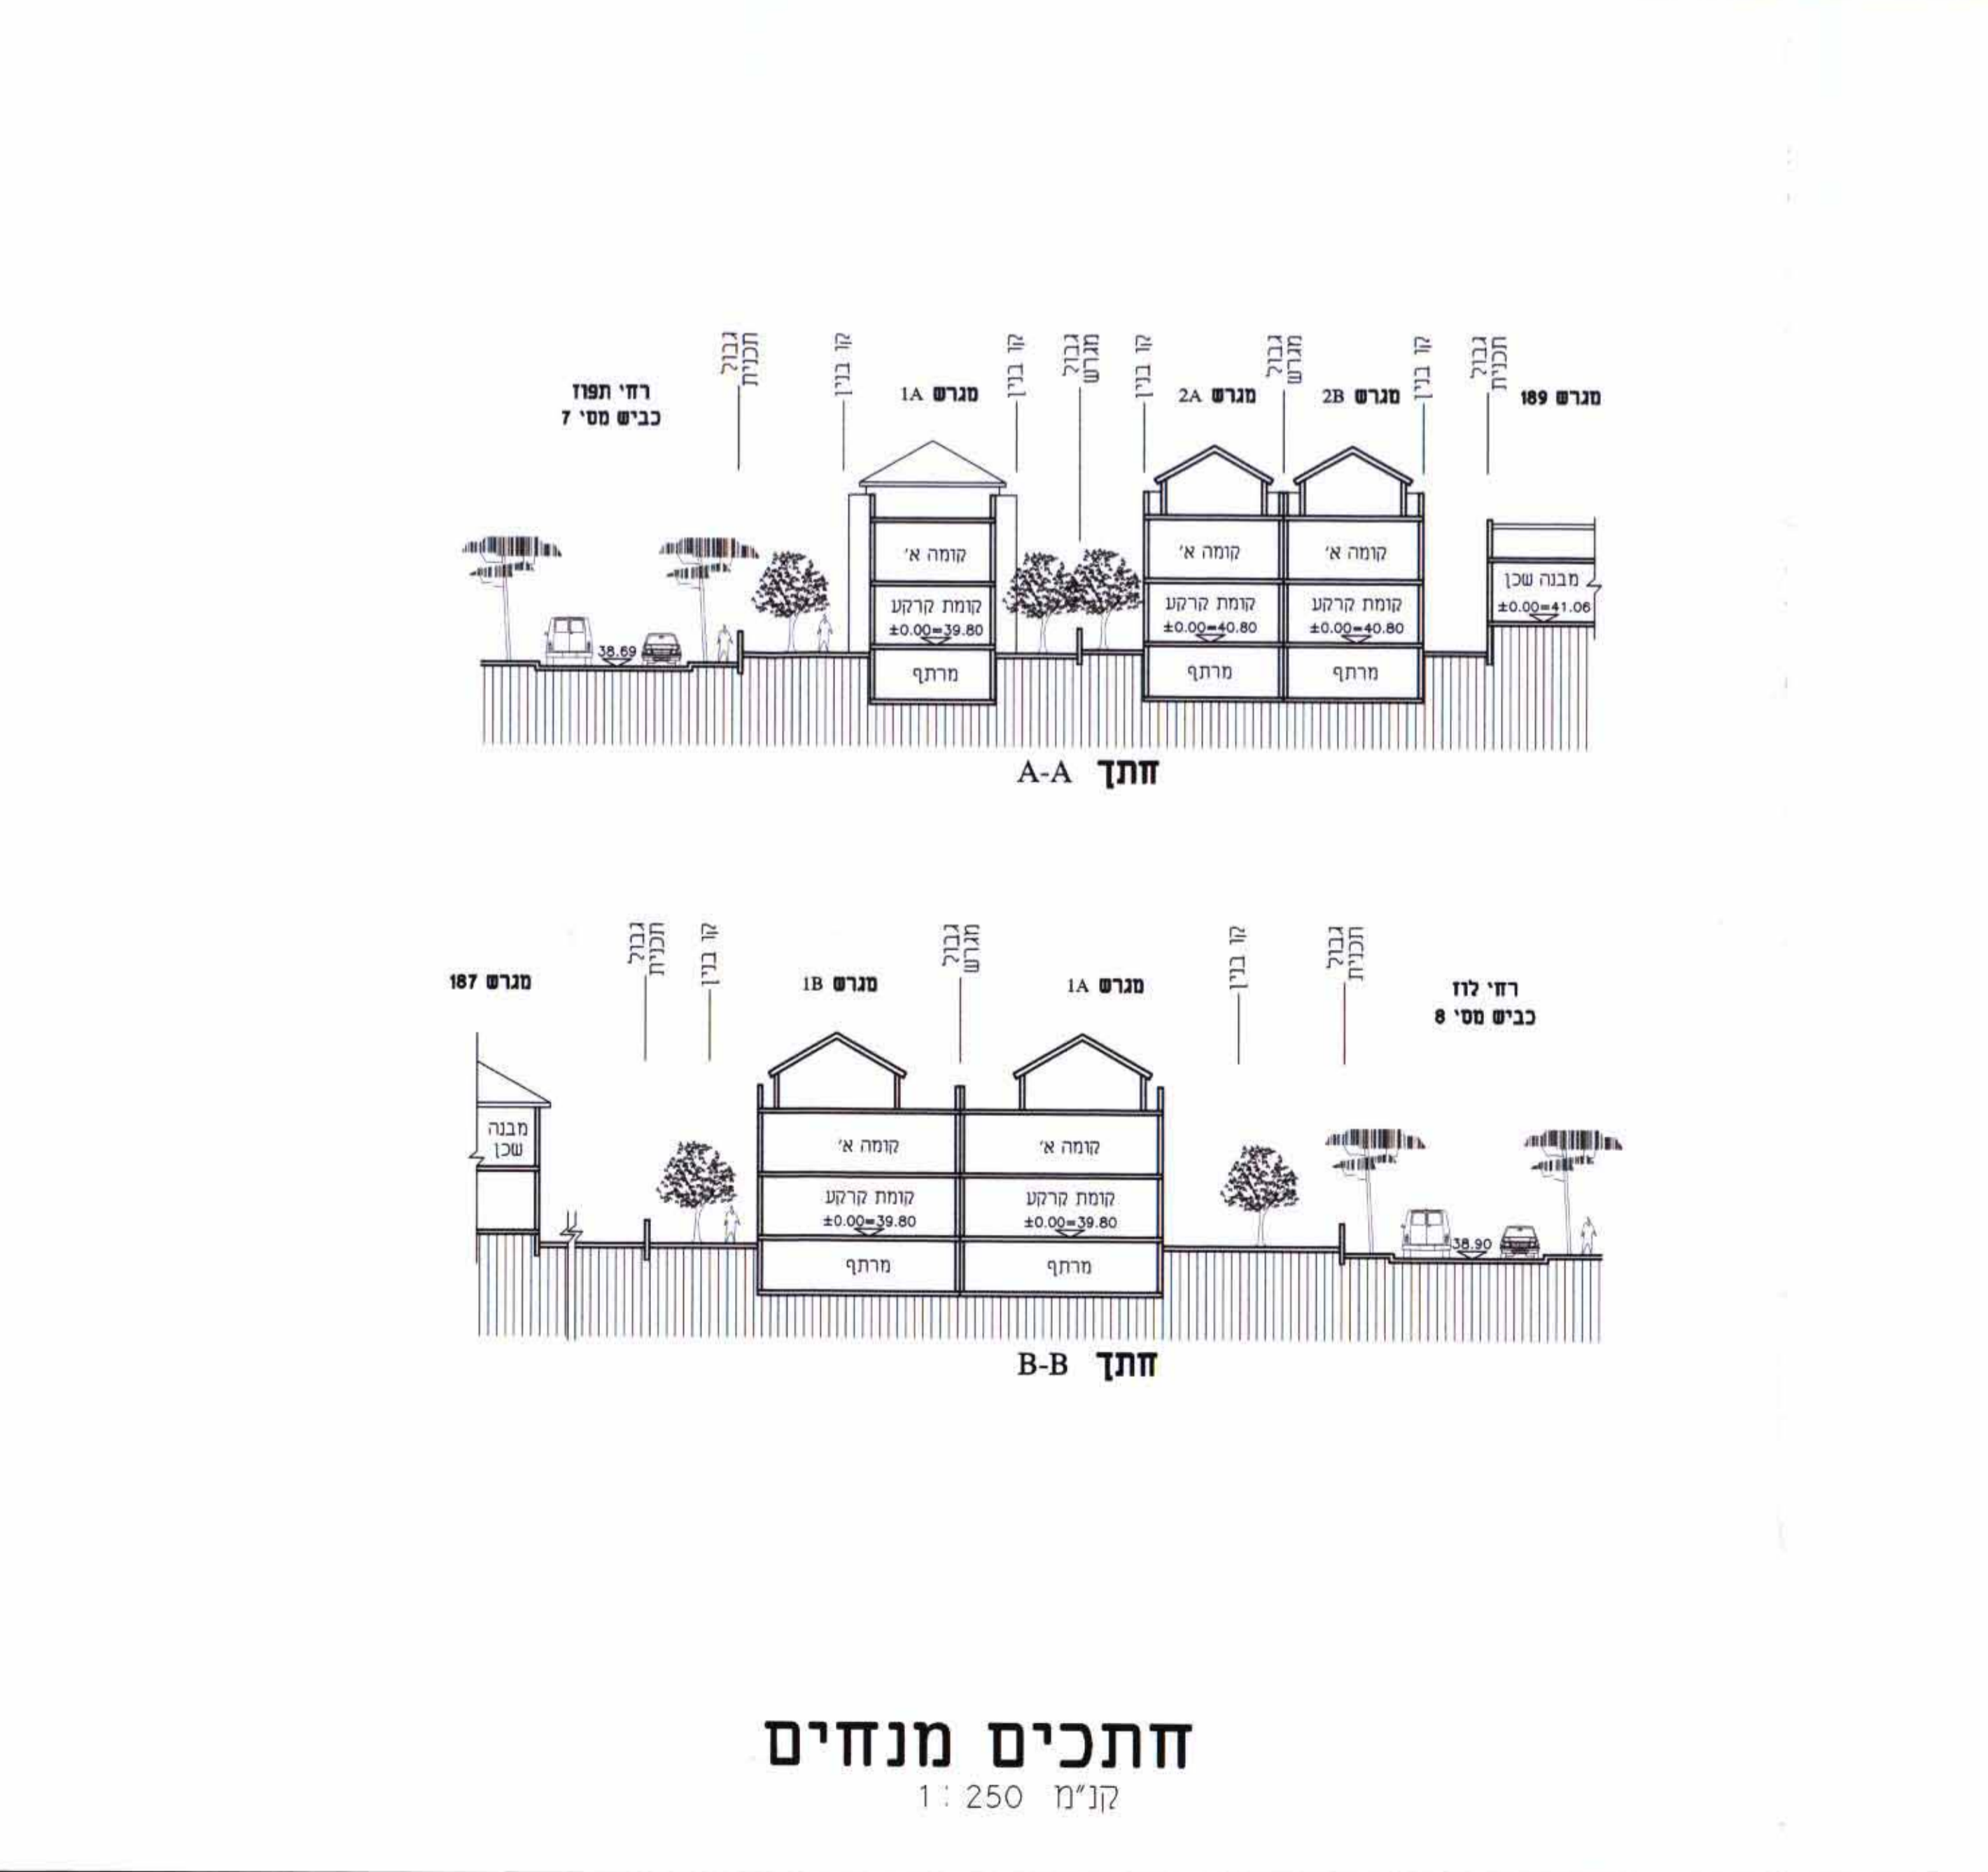 גבול
תכנית
קו בנין
קו בנין
גבול
מגרש
קו בנין
גבול
מגרש
קו בנין
גבול
תכנית
רח׳ תפוז
כביש מס׳ 7
מגרש 1A
מגרש 2A
מגרש 2B
מגרש 189
קומה א׳
קומה א׳
קומה א׳
מבנה שכן
±0.00=41.06
קומת קרקע
±0.00=39.80
קומת קרקע
±0.00=40.80
קומת קרקע
±0.00=40.80
38.69
מרתף
מרתף
מרתף
חתך A-A
גבול
תכנית
קו בנין
גבול
מגרש
קו בנין
גבול
תכנית
מגרש 187
מגרש 1B
מגרש 1A
רח׳ לוז
כביש מס׳ 8
מבנה
שכן
קומה א׳
קומה א׳
קומת קרקע
±0.00=39.80
קומת קרקע
±0.00=39.80
38.90
מרתף
מרתף
חתך B-B
חתכים מנחים
קנ״מ 250 : 1